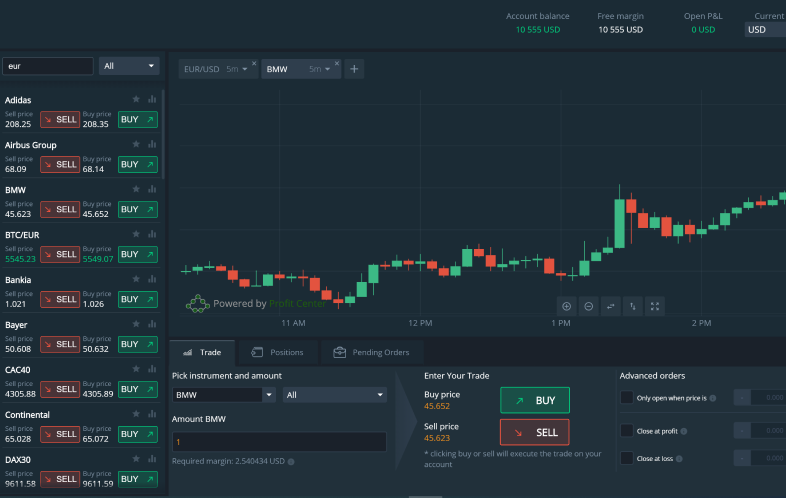 Account balance Free margin Open P&L Current
10 555 USD 10 555 USD 0 USD USD
eur All
EUR/USD 5m BMW 5m
Adidas
Sell price Buy price
208.25 SELL 208.35 BUY
Airbus Group
Sell price Buy price
68.09 SELL 68.14 BUY
BMW
Sell price Buy price
45.623 SELL 45.652 BUY
BTC/EUR
Sell price Buy price
5545.23 SELL 5549.07 BUY
Bankia
Sell price Buy price
1.021 SELL 1.026 BUY
Bayer
Sell price Buy price
50.608 SELL 50.632 BUY
CAC40
Sell price Buy price
4305.88 SELL 4305.89 BUY
Continental
Sell price Buy price
65.028 SELL 65.072 BUY
DAX30
Sell price Buy price
9611.58 SELL 9611.59 BUY
Powered by Profit Center
11 AM 12 PM 1 PM 2 PM
Trade Positions Pending Orders
Pick instrument and amount
BMW All
Amount BMW
1
Required margin: 2.540434 USD
Enter Your Trade
Buy price
45.652 BUY
Sell price
45.623 SELL
* clicking buy or sell will execute the trade on your
account
Advanced orders
Only open when price is - 0.000
Close at profit - 0.000
Close at loss - 0.000